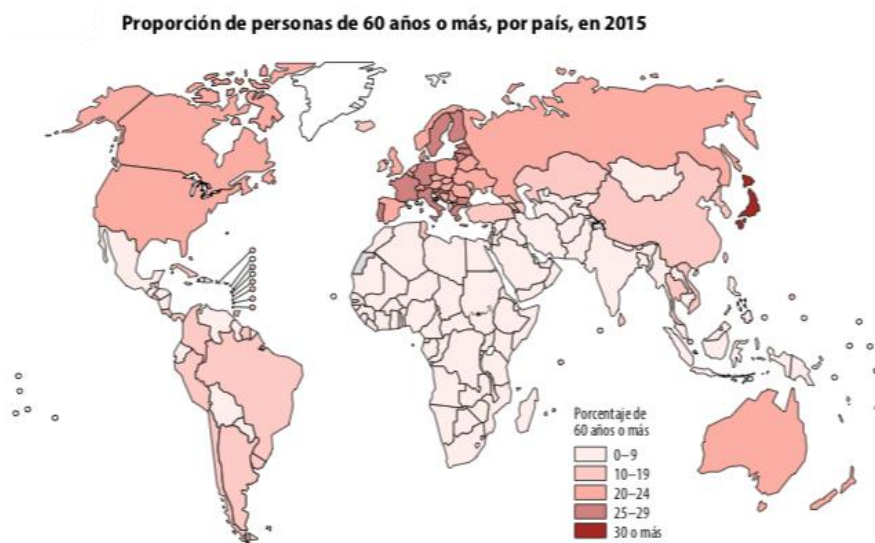 Proporción de personas de 60 años o más, por país, en 2015
Porcentaje de
60 años o más
0–9
10–19
20–24
25–29
30 o más